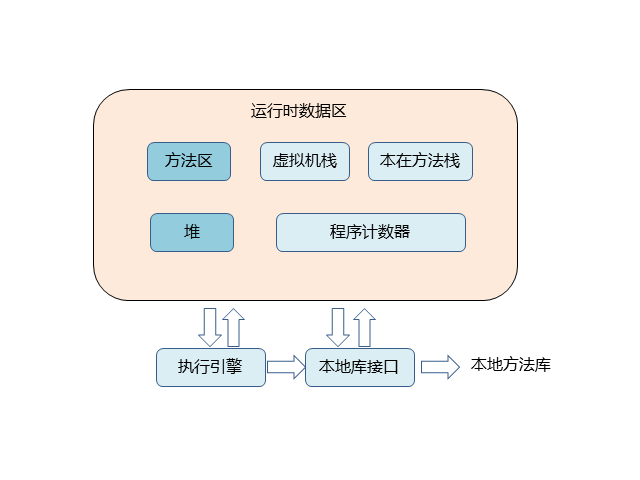 运行时数据区
方法区
虚拟机栈
本在方法栈
堆
程序计数器
执行引擎
本地库接口
本地方法库